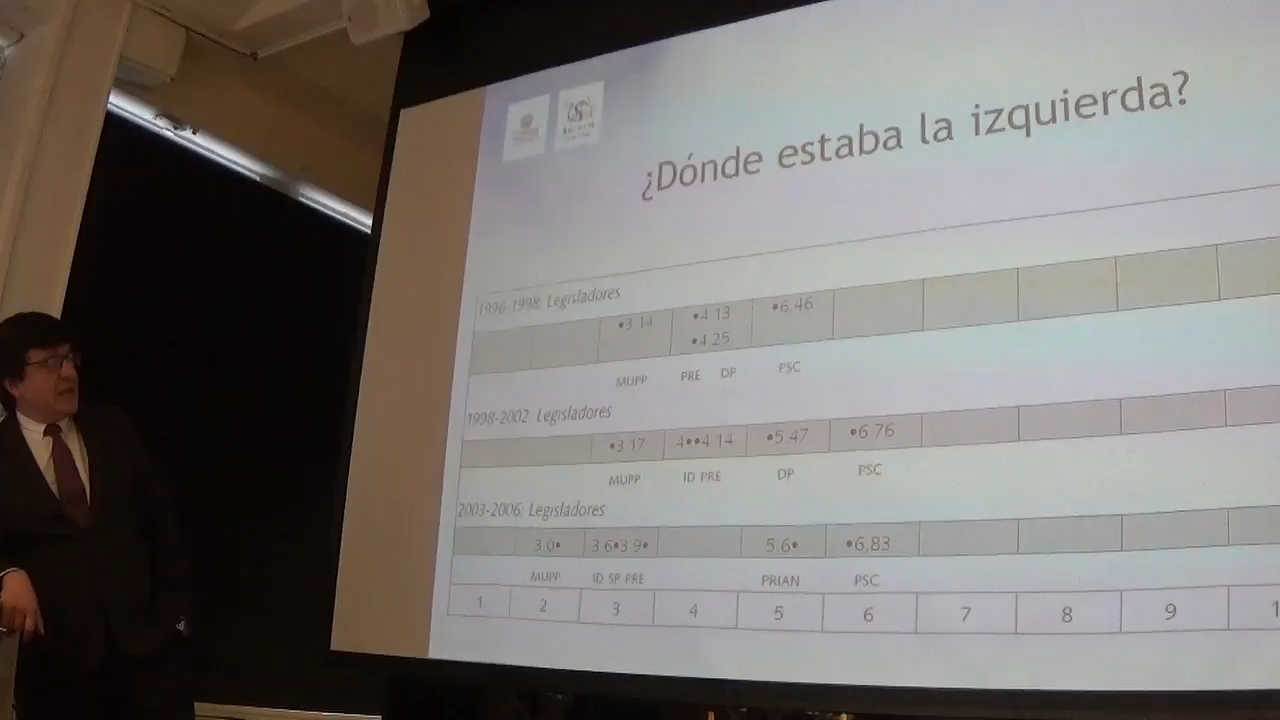 ¿Dónde estaba la izquierda?
1996-1998: Legisladores
•3.14 •4.13 •6.46
•4.25
MUPP PRE DP PSC
1998-2002: Legisladores
•3.17 4••4.14 •5.47 •6.76
MUPP ID PRE DP PSC
2003-2006: Legisladores
3.0• 3.6•3.9• 5.6• •6,83
MUPP ID SP PRE PRIAN PSC
1 2 3 4 5 6 7 8 9 1